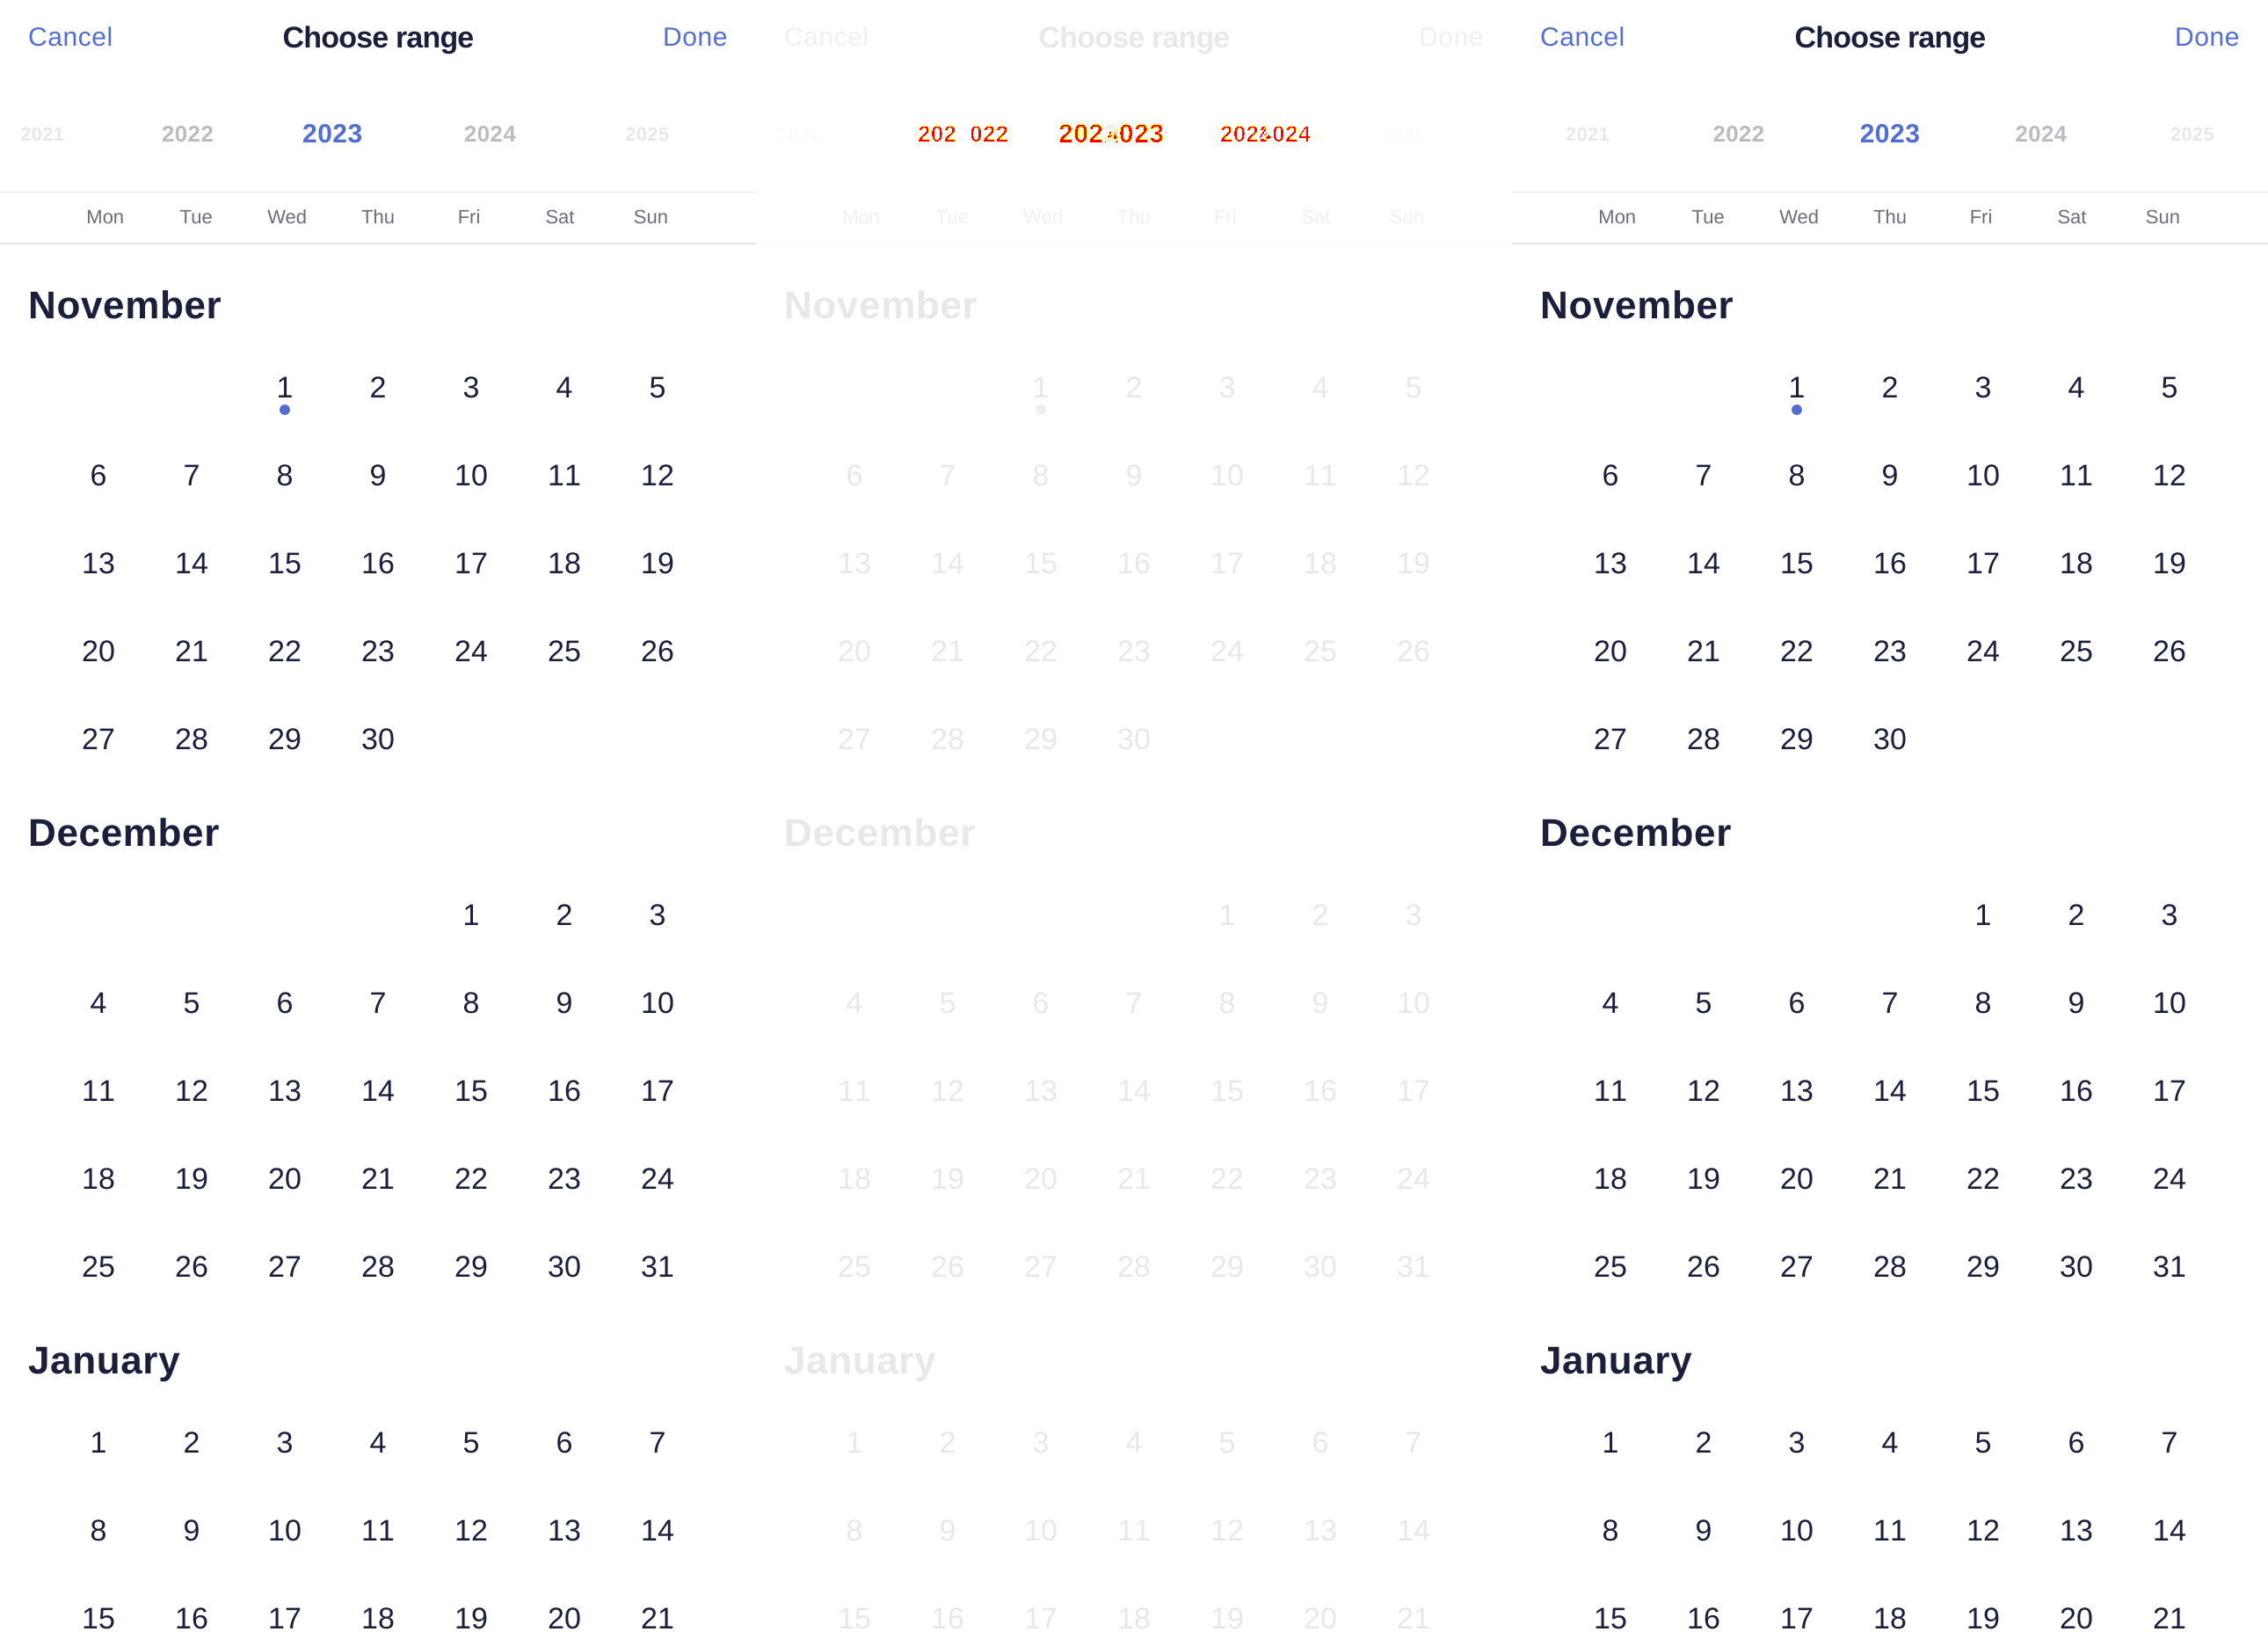 Cancel Choose range Done Cancel Choose range Done Cancel Choose range Done
2021 2022 2023 2024 2025 2021 2022 2023 2024 2025
Mon Tue Wed Thu Fri Sat Sun Mon Tue Wed Thu Fri Sat Sun Mon Tue Wed Thu Fri Sat Sun
November November November
1 2 3 4 5 1 2 3 4 5 1 2 3 4 5
6 7 8 9 10 11 12 6 7 8 9 10 11 12 6 7 8 9 10 11 12
13 14 15 16 17 18 19 13 14 15 16 17 18 19 13 14 15 16 17 18 19
20 21 22 23 24 25 26 20 21 22 23 24 25 26 20 21 22 23 24 25 26
27 28 29 30 27 28 29 30 27 28 29 30
December December December
1 2 3 1 2 3 1 2 3
4 5 6 7 8 9 10 4 5 6 7 8 9 10 4 5 6 7 8 9 10
11 12 13 14 15 16 17 11 12 13 14 15 16 17 11 12 13 14 15 16 17
18 19 20 21 22 23 24 18 19 20 21 22 23 24 18 19 20 21 22 23 24
25 26 27 28 29 30 31 25 26 27 28 29 30 31 25 26 27 28 29 30 31
January January January
1 2 3 4 5 6 7 1 2 3 4 5 6 7 1 2 3 4 5 6 7
8 9 10 11 12 13 14 8 9 10 11 12 13 14 8 9 10 11 12 13 14
15 16 17 18 19 20 21 15 16 17 18 19 20 21 15 16 17 18 19 20 21